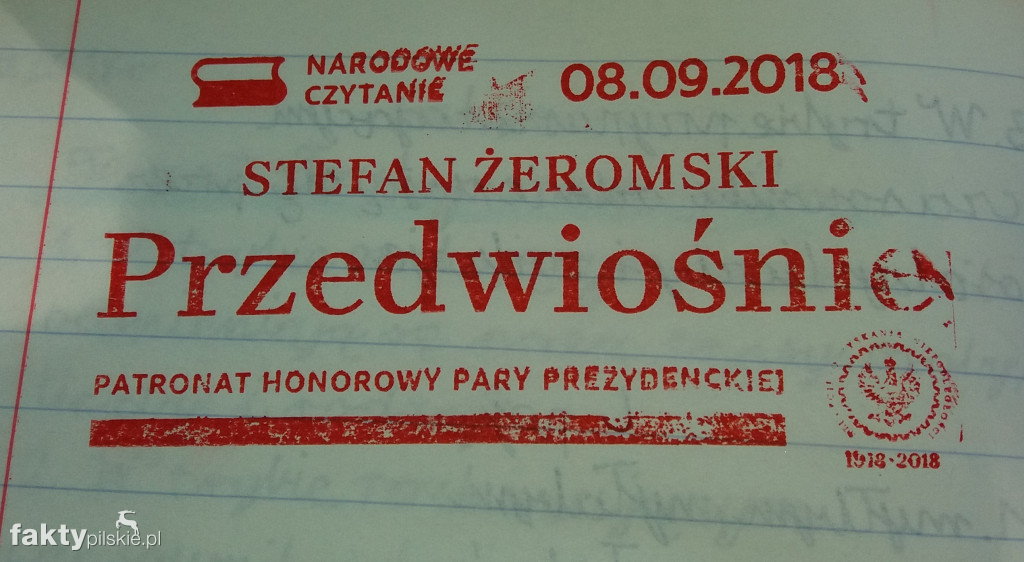 NARODOWE
CZYTANIE
08.09.2018
STEFAN ŻEROMSKI
Przedwiośnie
PATRONAT HONOROWY PARY PREZYDENCKIEJ
1918·2018
faktypilskie.pl